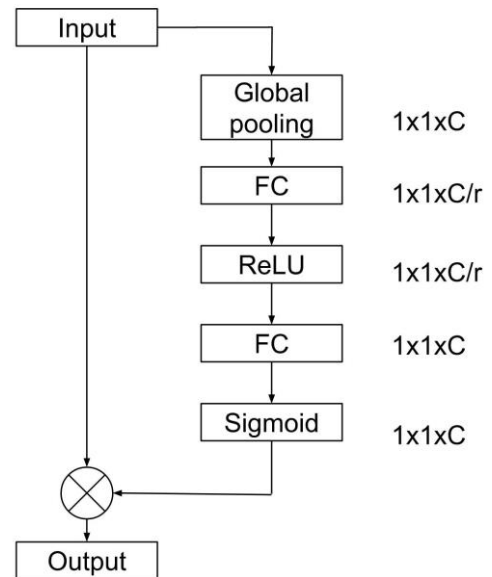 Input
Global
pooling
1x1xC
FC
1x1xC/r
ReLU
1x1xC/r
FC
1x1xC
Sigmoid
1x1xC
Output